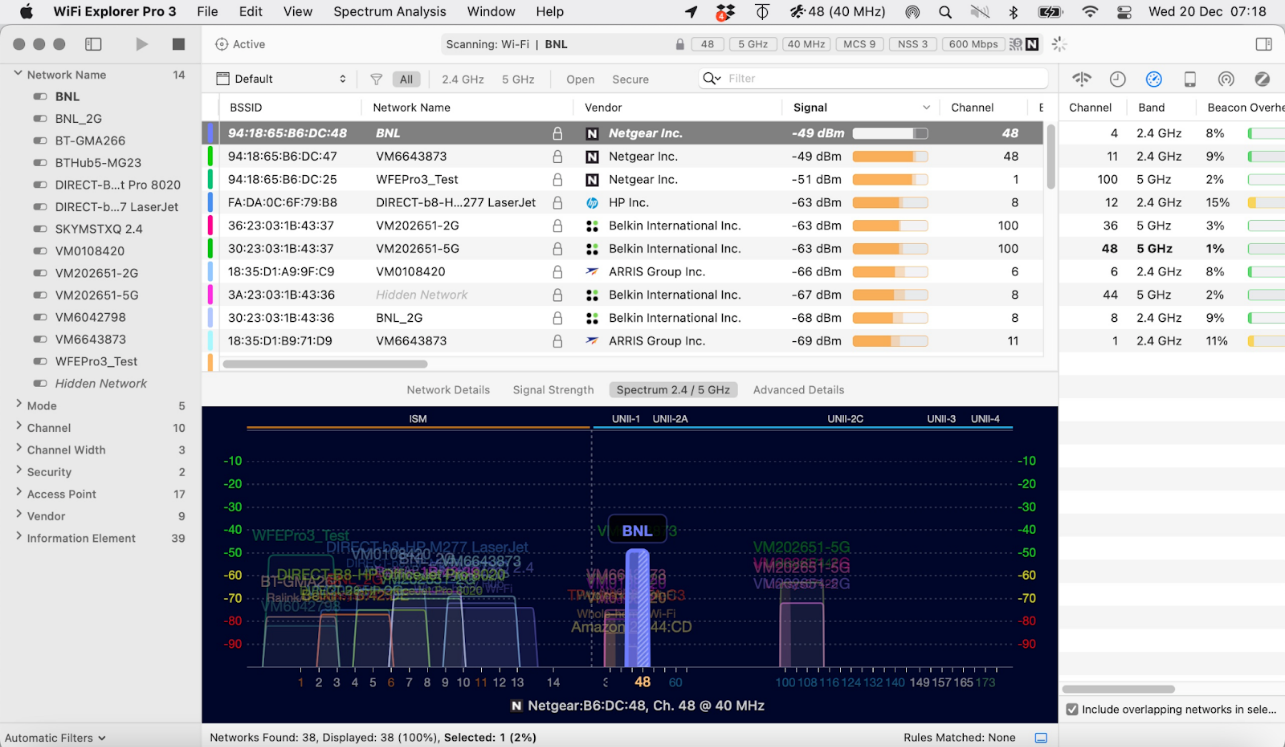 WiFi Explorer Pro 3 File Edit View Spectrum Analysis Window Help 4 48 (40 MHz) Wed 20 Dec 07:18
Active Scanning: Wi-Fi | BNL 48 5 GHz 40 MHz MCS 9 NSS 3 600 Mbps N
Network Name 14
BNL
BNL_2G
BT-GMA266
BTHub5-MG23
DIRECT-B...t Pro 8020
DIRECT-b...7 LaserJet
SKYMSTXQ 2.4
VM0108420
VM202651-2G
VM202651-5G
VM6042798
VM6643873
WFEPro3_Test
Hidden Network
Mode 5
Channel 10
Channel Width 3
Security 2
Access Point 17
Vendor 9
Information Element 39
Automatic Filters
Default All 2.4 GHz 5 GHz Open Secure Filter
BSSID Network Name Vendor Signal Channel
94:18:65:B6:DC:48 BNL N Netgear Inc. -49 dBm 48
94:18:65:B6:DC:47 VM6643873 N Netgear Inc. -49 dBm 48
94:18:65:B6:DC:25 WFEPro3_Test N Netgear Inc. -51 dBm 1
FA:DA:0C:6F:79:B8 DIRECT-b8-H...277 LaserJet hp HP Inc. -63 dBm 8
36:23:03:1B:43:37 VM202651-2G Belkin International Inc. -63 dBm 100
30:23:03:1B:43:37 VM202651-5G Belkin International Inc. -63 dBm 100
18:35:D1:A9:9F:C9 VM0108420 ARRIS Group Inc. -66 dBm 6
3A:23:03:1B:43:36 Hidden Network Belkin International Inc. -67 dBm 8
30:23:03:1B:43:36 BNL_2G Belkin International Inc. -68 dBm 8
18:35:D1:B9:71:D9 VM6643873 ARRIS Group Inc. -69 dBm 11
Channel Band Beacon Overhe
4 2.4 GHz 8%
11 2.4 GHz 9%
100 5 GHz 2%
12 2.4 GHz 15%
36 5 GHz 3%
48 5 GHz 1%
6 2.4 GHz 8%
44 5 GHz 2%
8 2.4 GHz 9%
1 2.4 GHz 11%
Include overlapping networks in sele...
Network Details Signal Strength Spectrum 2.4 / 5 GHz Advanced Details
ISM UNII-1 UNII-2A UNII-2C UNII-3 UNII-4
-10 -10
-20 -20
-30 -30
-40 -40
-50 -50
-60 -60
-70 -70
-80 -80
-90 -90
BNL
WFEPro3_Test
DIRECT-b8-HP M277 LaserJet
VM0108420
VM6643873
VM202651-5G
VM6042798
1 2 3 4 5 6 7 8 9 10 11 12 13 14 48 60 100 108 116 124 132 140 149 157 165 173
N Netgear:B6:DC:48, Ch. 48 @ 40 MHz
Networks Found: 38, Displayed: 38 (100%), Selected: 1 (2%) Rules Matched: None